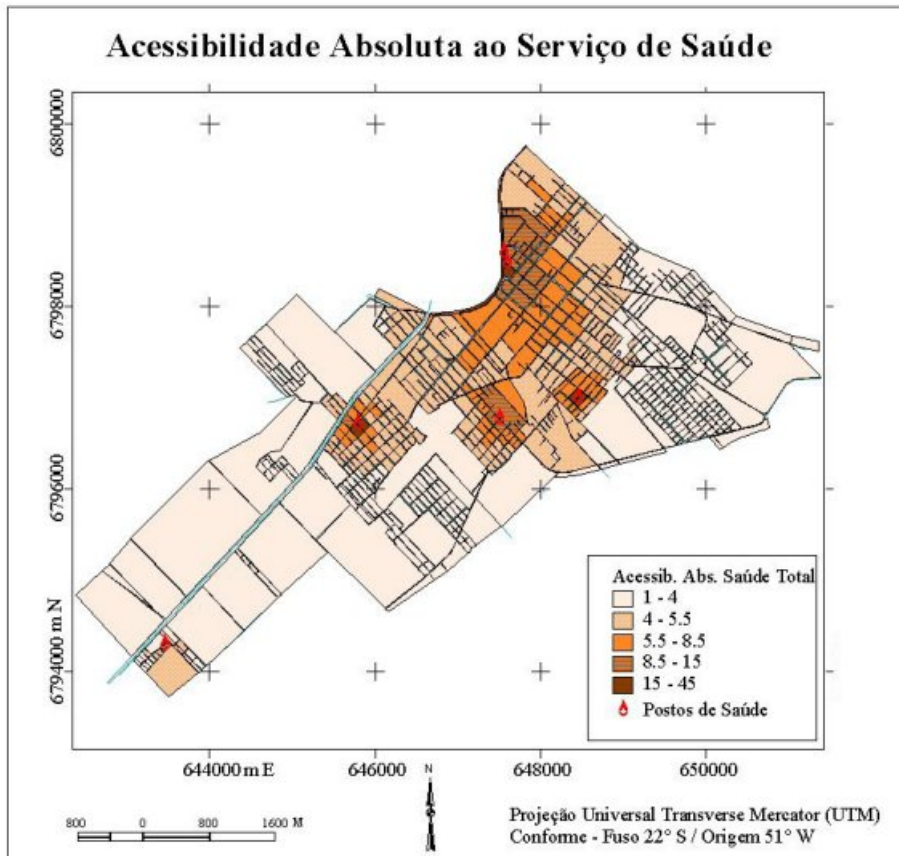 Acessibilidade Absoluta ao Serviço de Saúde
6800000
6798000
6796000
6794000 m N
Acessib. Abs. Saúde Total
1 - 4
4 - 5.5
5.5 - 8.5
8.5 - 15
15 - 45
Postos de Saúde
644000 m E
646000
648000
650000
N
800
0
800
1600 M
Projeção Universal Transverse Mercator (UTM)
Conforme - Fuso 22° S / Origem 51° W